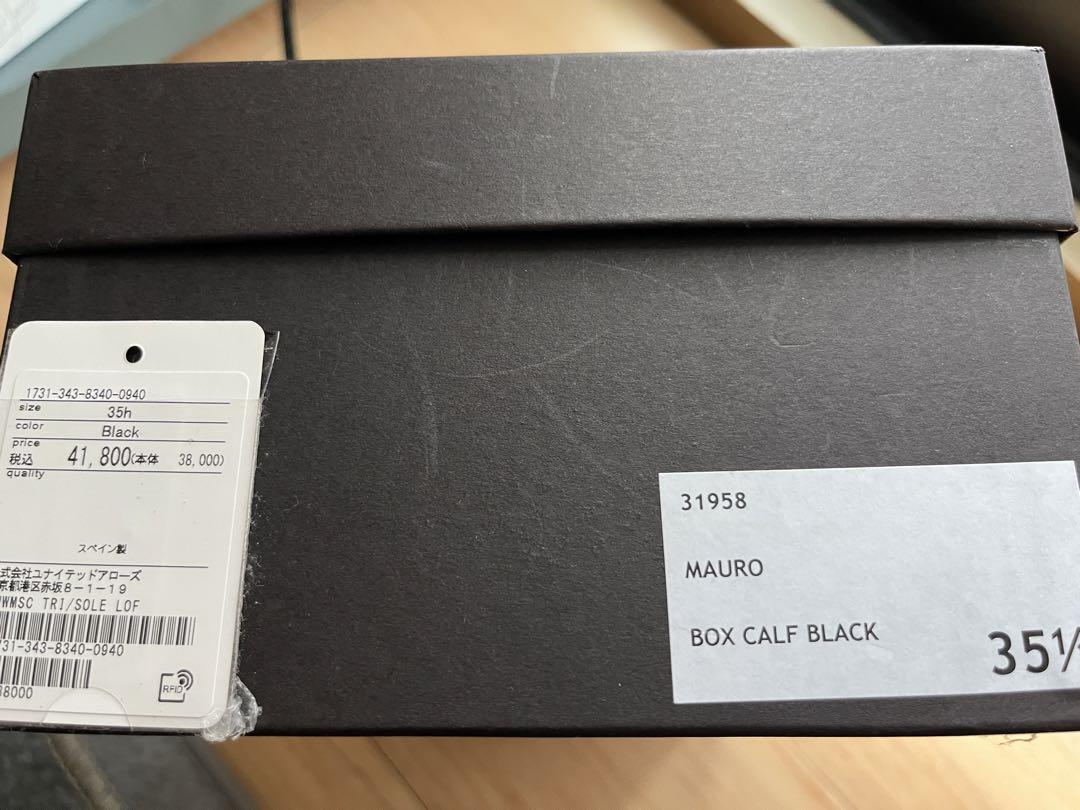 1731-343-8340-0940
size 35h
color Black
price
税込 41,800(本体 38,000)
quality
スペイン製
式会社ユナイテッドアローズ
京都港区赤坂8-1-19
WMSC TRI/SOLE LOF
731-343-8340-0940
38000
RFID
31958
MAURO
BOX CALF BLACK
35½